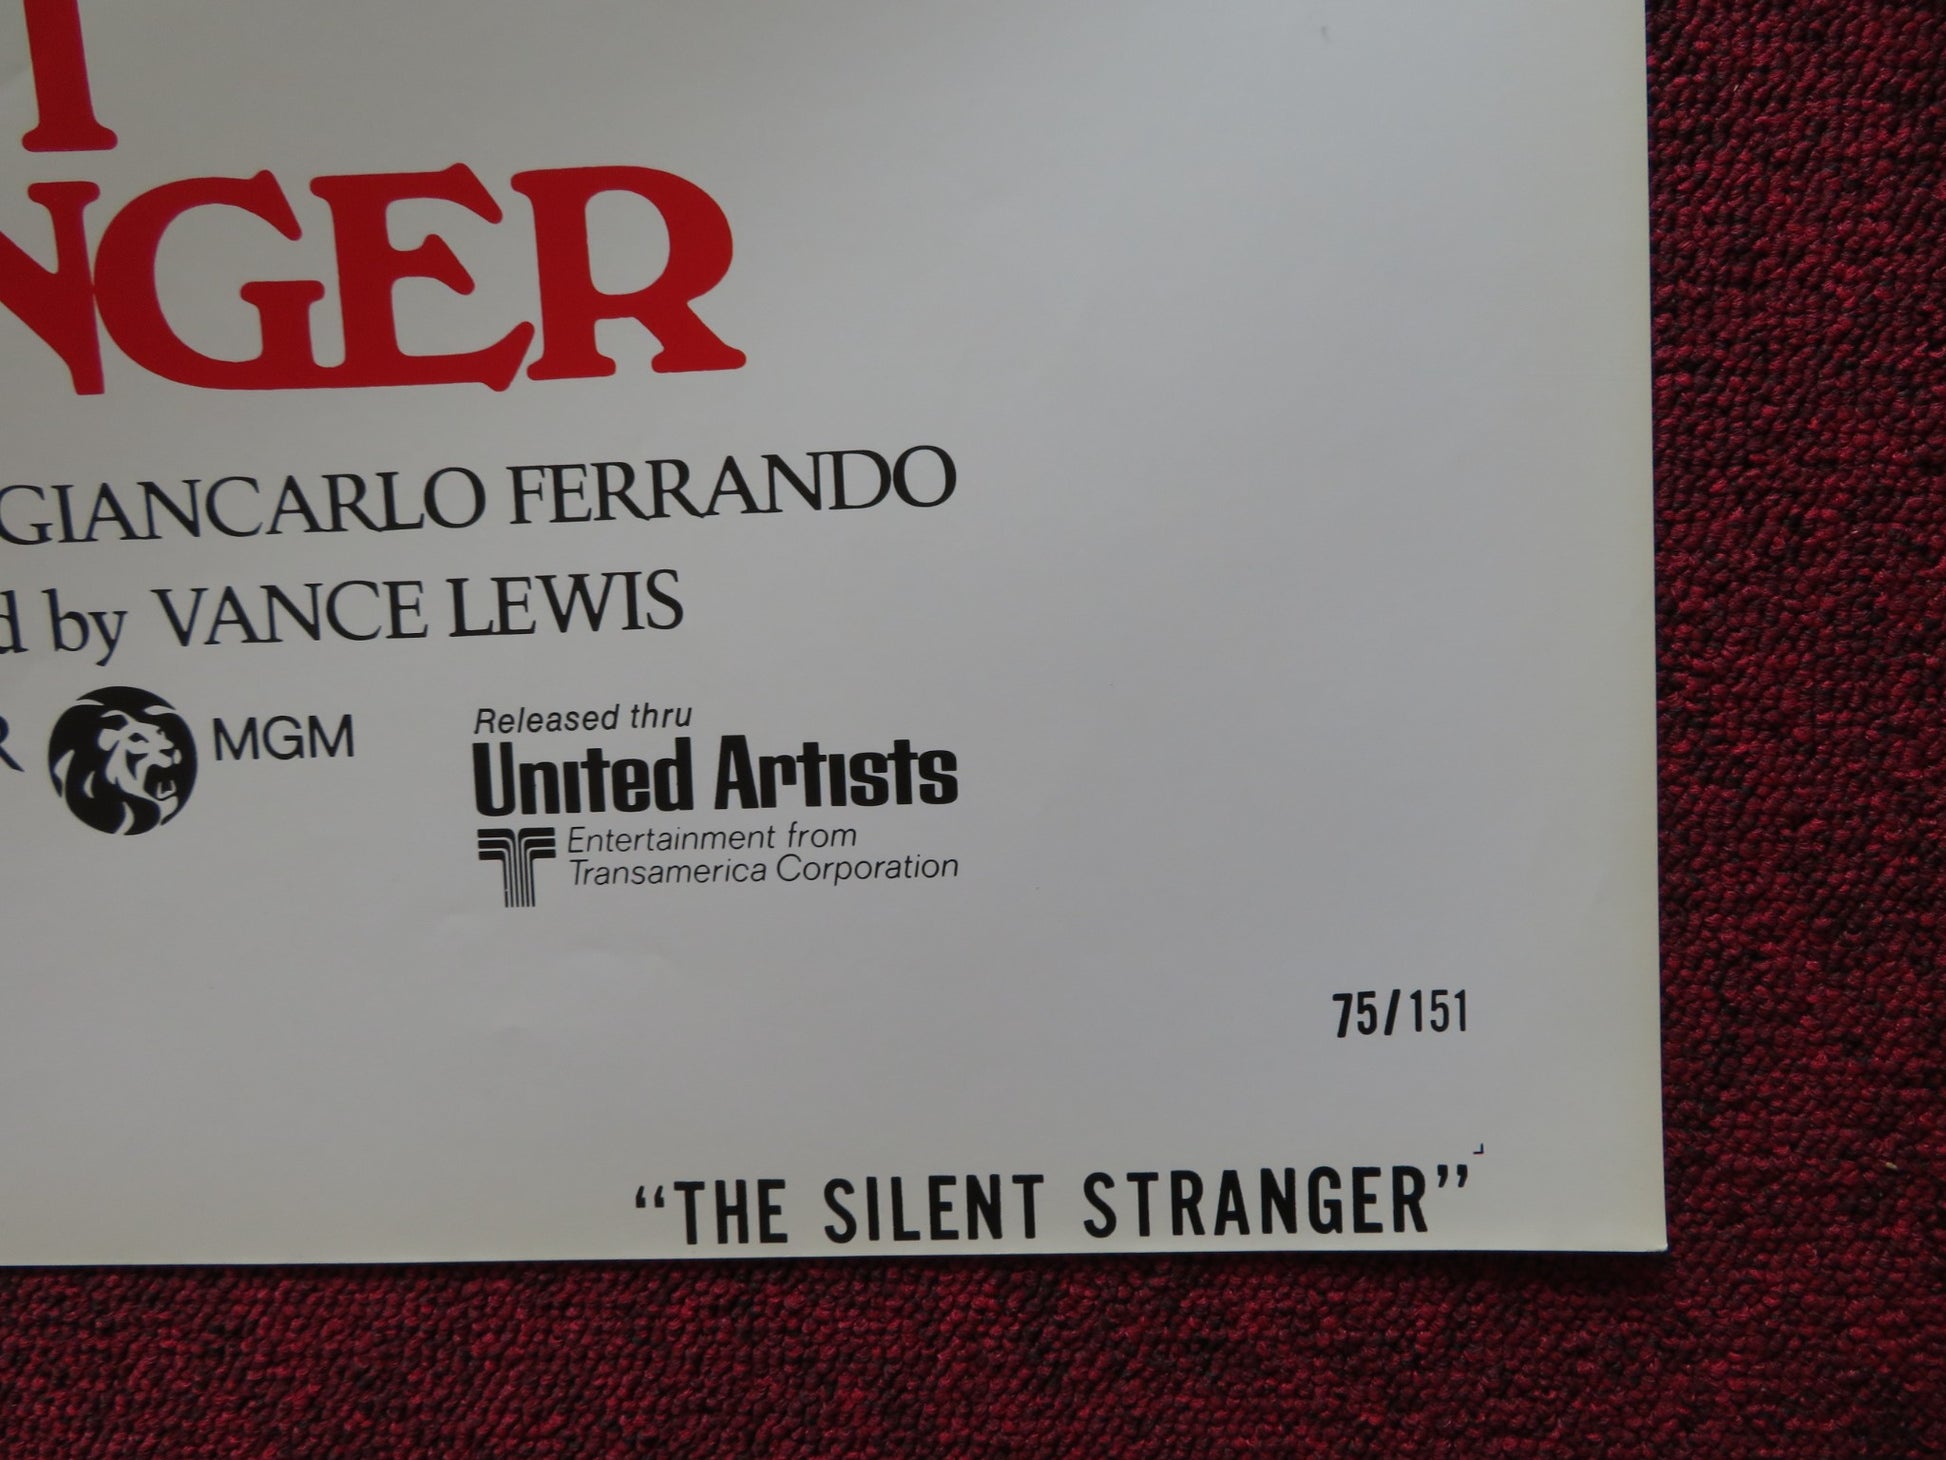 T
NGER
GIANCARLO FERRANDO
d by VANCE LEWIS
R MGM
Released thru
United Artists
Entertainment from
Transamerica Corporation
75/151
“THE SILENT STRANGER”